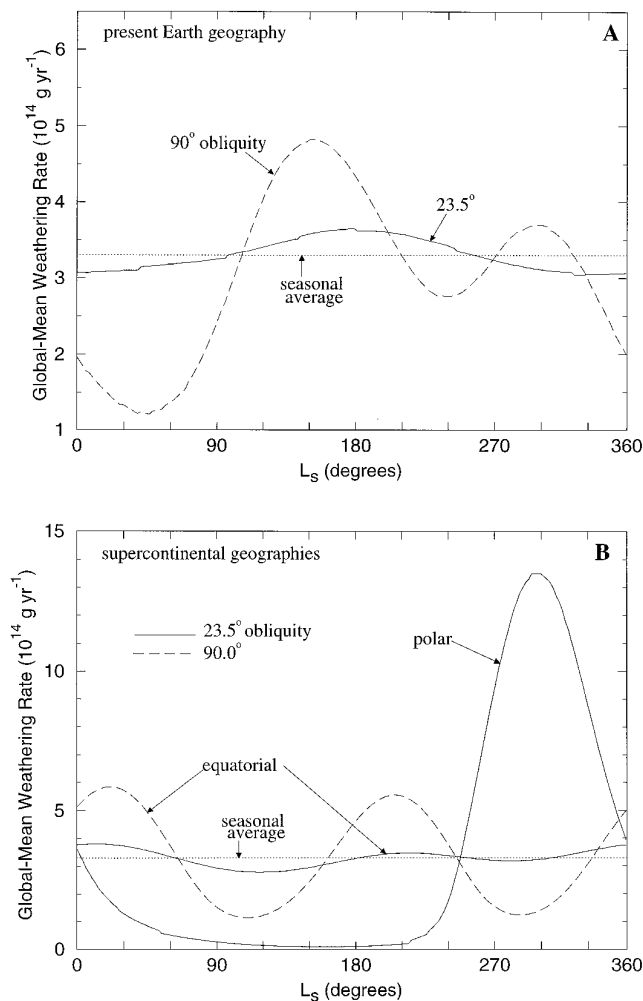 present Earth geography
A
90° obliquity
23.5°
seasonal
average
Global-Mean Weathering Rate (10¹⁴ g yr⁻¹)
6
5
4
3
2
1
0 90 180 270 360
Lₛ (degrees)
supercontinental geographies
B
23.5° obliquity
90.0°
polar
equatorial
seasonal
average
Global-Mean Weathering Rate (10¹⁴ g yr⁻¹)
15
10
5
0
0 90 180 270 360
Lₛ (degrees)